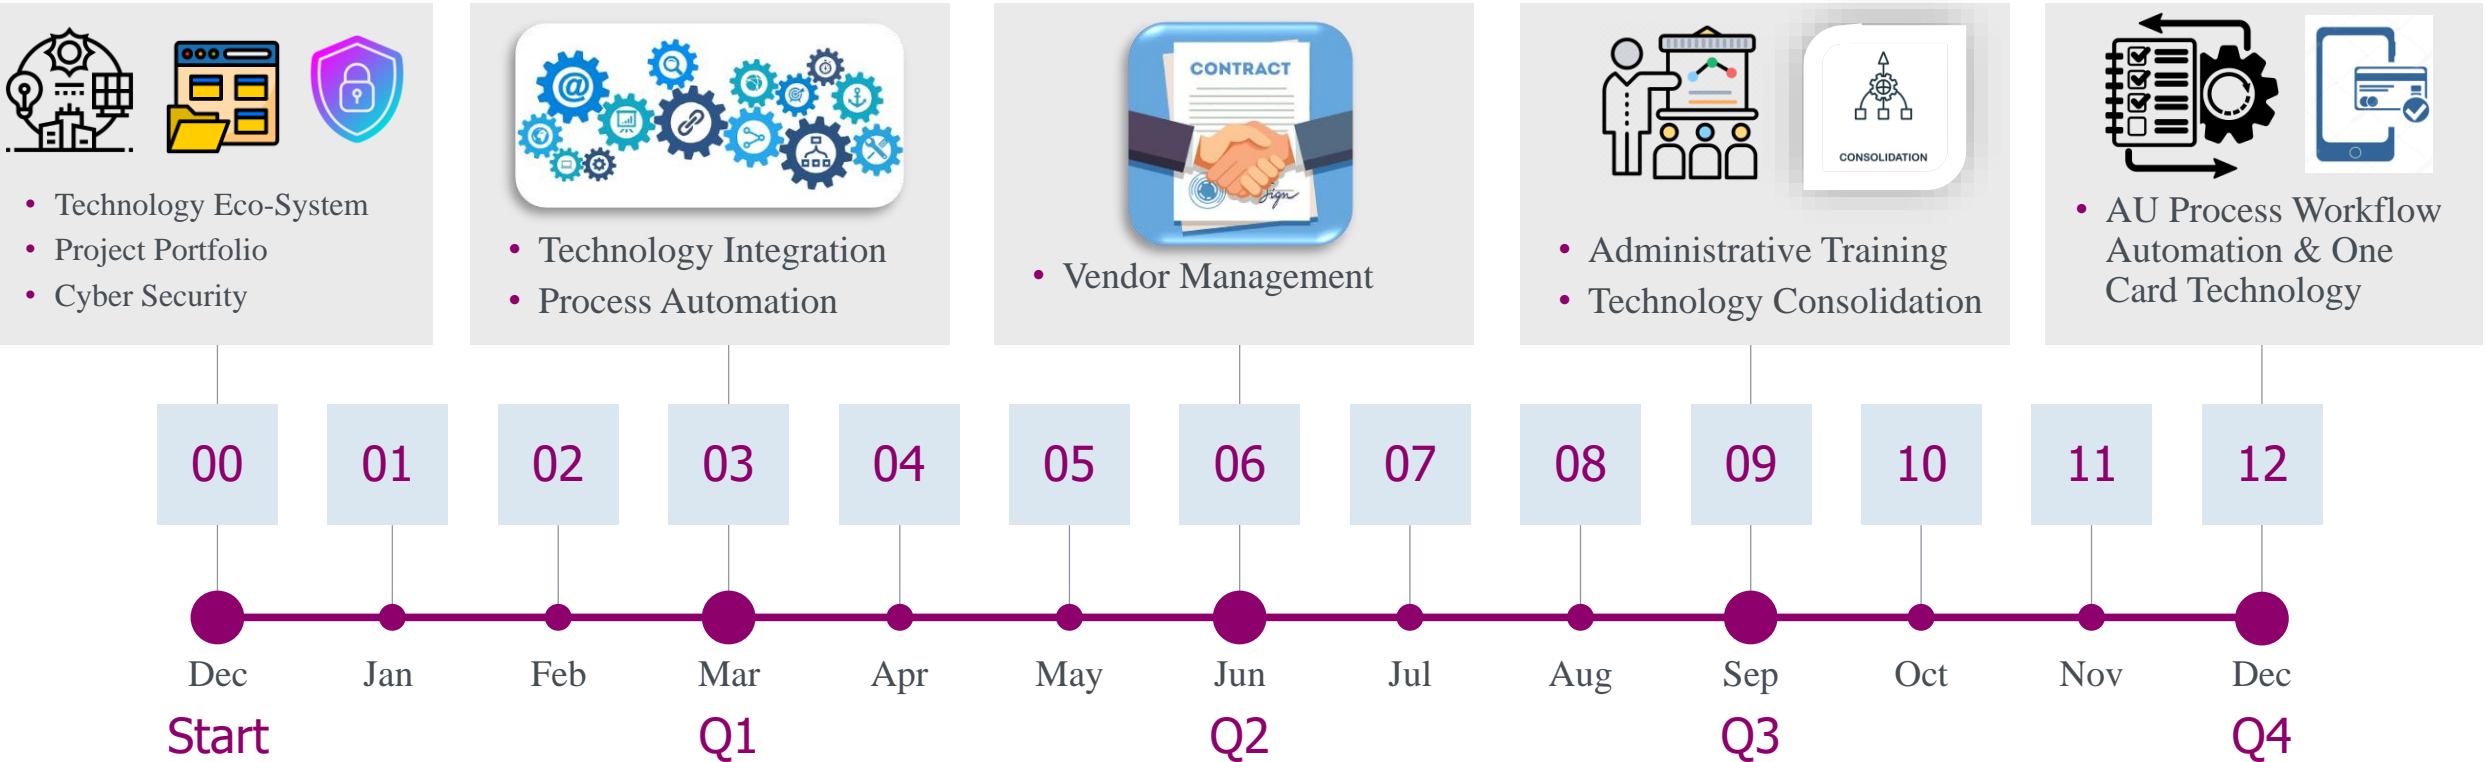 CONTRACT
Sign
CONSOLIDATION
• Technology Eco-System
• Project Portfolio
• Cyber Security
• Technology Integration
• Process Automation
• Vendor Management
• Administrative Training
• Technology Consolidation
• AU Process Workflow
Automation & One
Card Technology
00 01 02 03 04 05 06 07 08 09 10 11 12
Dec Jan Feb Mar Apr May Jun Jul Aug Sep Oct Nov Dec
Start Q1 Q2 Q3 Q4